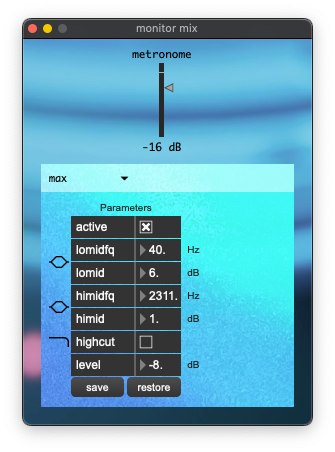 monitor mix
metronome
-16 dB
max
Parameters
active
lomidfq 40. Hz
lomid 6. dB
himidfq 2311. Hz
himid 1. dB
highcut
level -8. dB
save restore